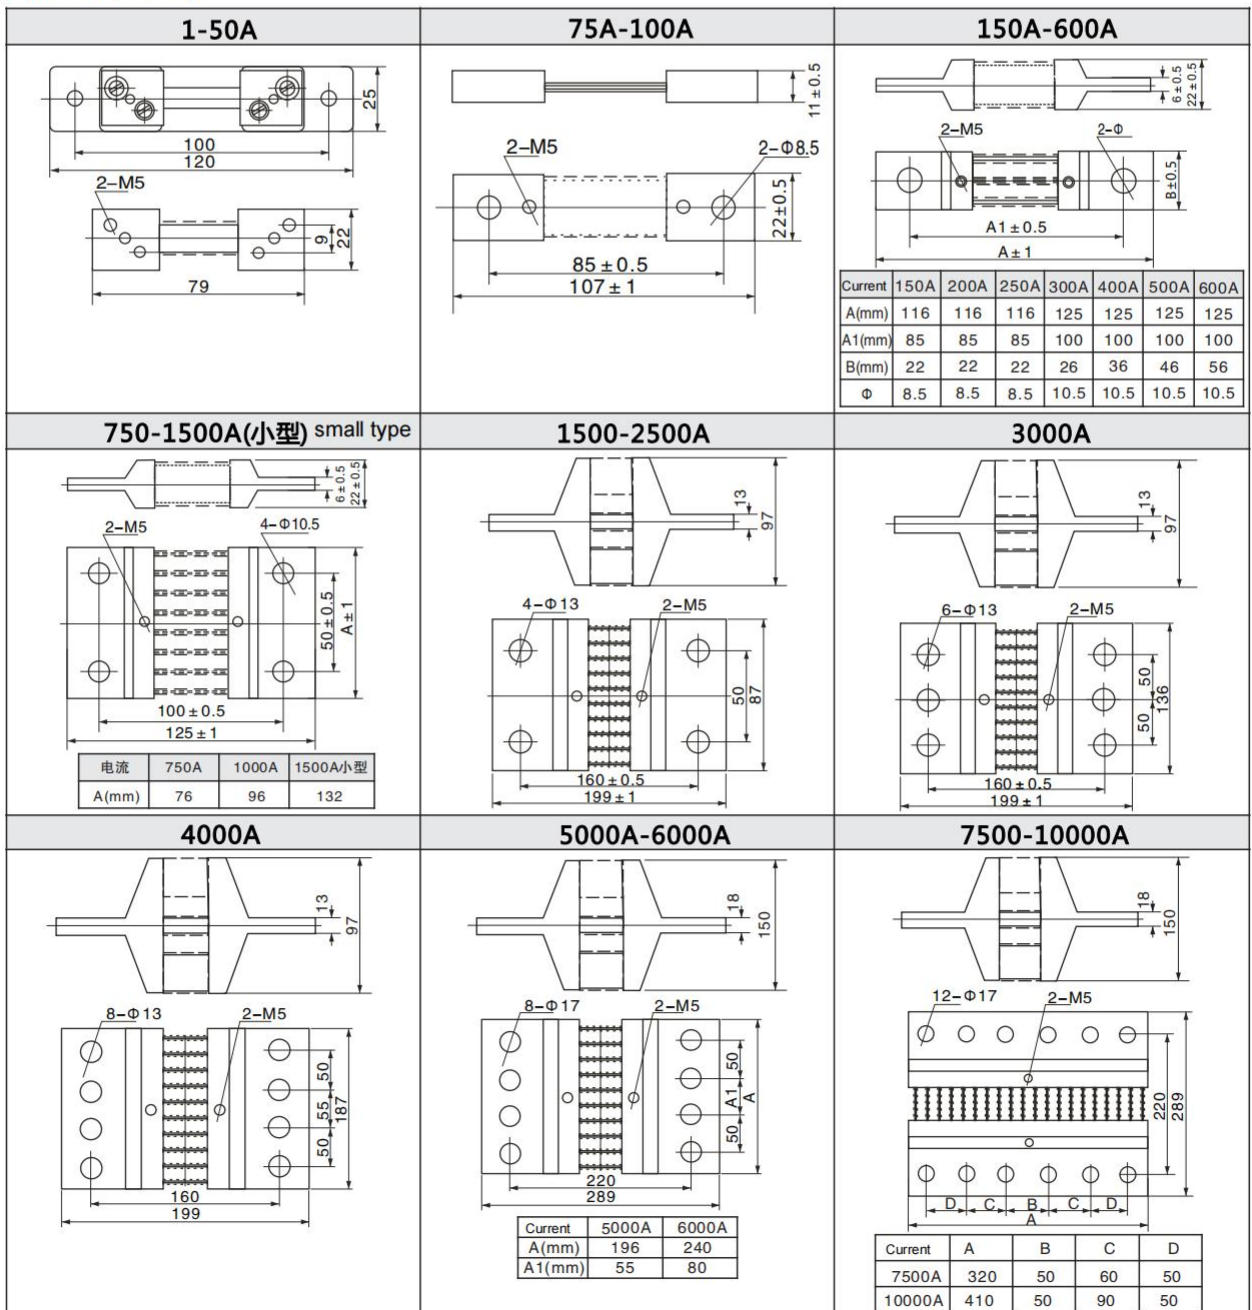 1-50A
25
100
120
2-M5
9
22
79
75A-100A
11±0.5
2-M5
2-Φ8.5
22±0.5
85±0.5
107±1
150A-600A
6±0.5
22±0.5
2-M5
2-Φ
B±0.5
A1±0.5
A±1
Current 150A 200A 250A 300A 400A 500A 600A
A(mm) 116 116 116 125 125 125 125
A1(mm) 85 85 85 100 100 100 100
B(mm) 22 22 22 26 36 46 56
Φ 8.5 8.5 8.5 10.5 10.5 10.5 10.5
750-1500A(小型) small type
6±0.5
22±0.5
2-M5
4-Φ10.5
50±0.5
A±1
100±0.5
125±1
电流 750A 1000A 1500A小型
A(mm) 76 96 132
1500-2500A
13
97
4-Φ13
2-M5
50
87
160±0.5
199±1
3000A
13
97
6-Φ13
2-M5
50
50
136
160±0.5
199±1
4000A
13
97
8-Φ13
2-M5
50
55
50
187
160
199
5000A-6000A
18
150
8-Φ17
2-M5
50
A1
50
A
220
289
Current 5000A 6000A
A(mm) 196 240
A1(mm) 55 80
7500-10000A
18
150
12-Φ17
2-M5
220
289
D C B C D
A
Current A B C D
7500A 320 50 60 50
10000A 410 50 90 50